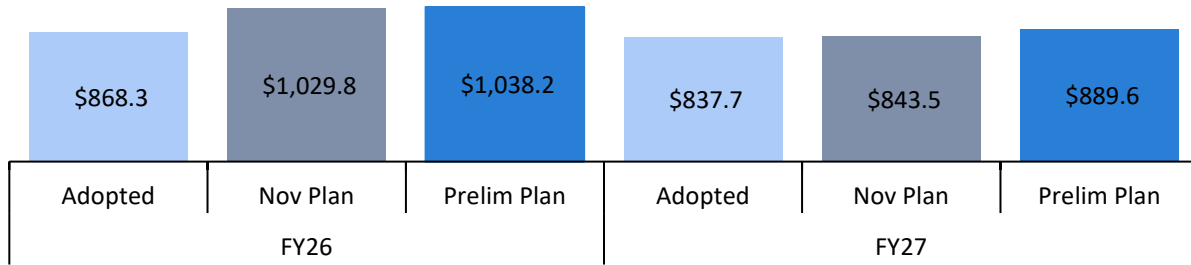 $868.3 $1,029.8 $1,038.2 $837.7 $843.5 $889.6
Adopted Nov Plan Prelim Plan Adopted Nov Plan Prelim Plan
FY26 FY27